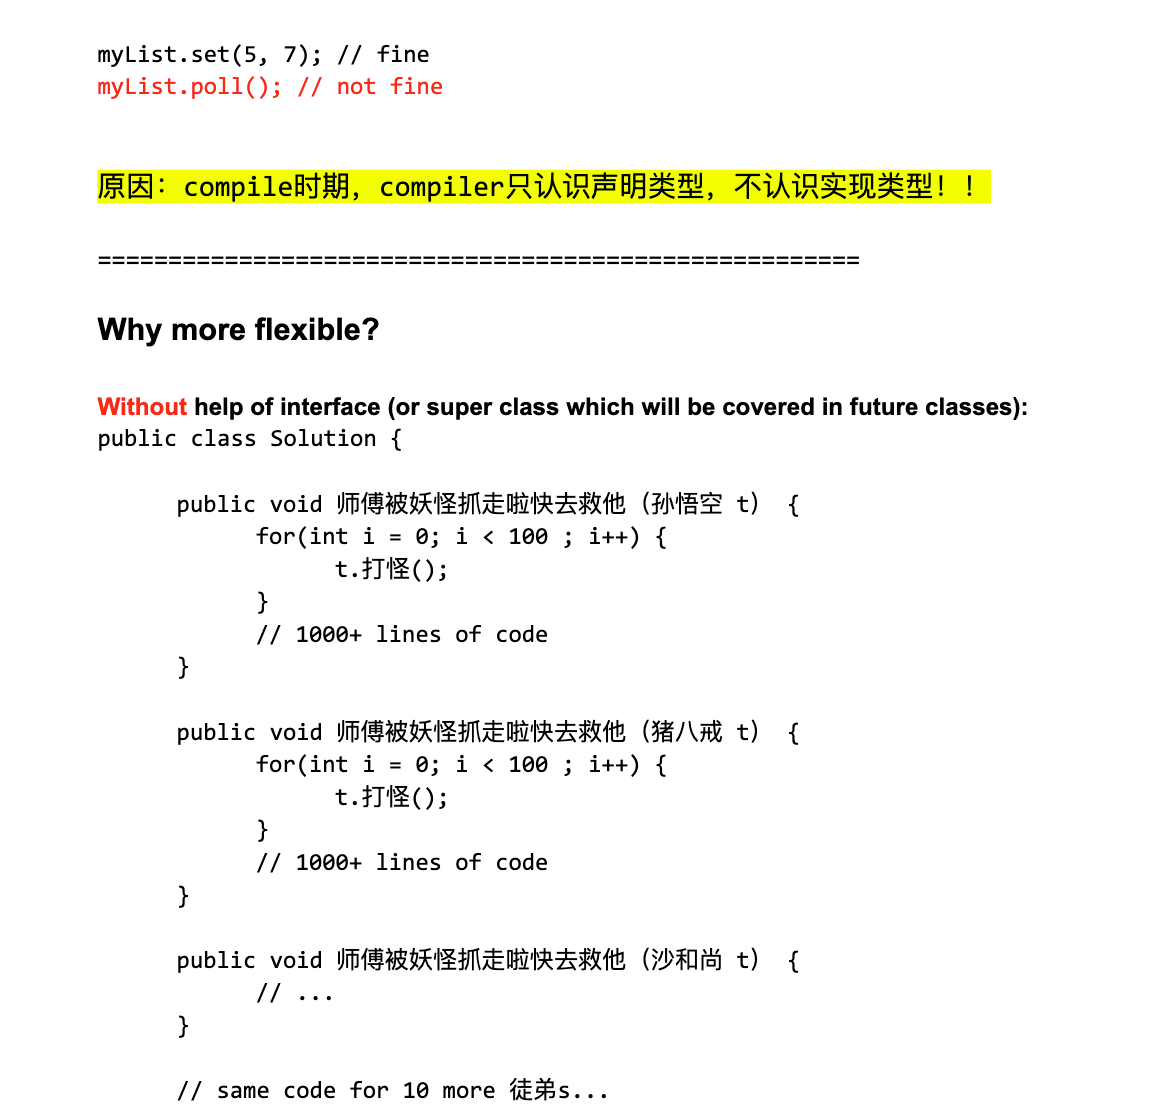 myList.set(5, 7); // fine
myList.poll(); // not fine
原因：compile时期，compiler只认识声明类型，不认识实现类型！！
======================================================
Why more flexible?
Without help of interface (or super class which will be covered in future classes):
public class Solution {
public void 师傅被妖怪抓走啦快去救他（孙悟空 t） {
for(int i = 0; i < 100 ; i++) {
t.打怪();
}
// 1000+ lines of code
}
public void 师傅被妖怪抓走啦快去救他（猪八戒 t） {
for(int i = 0; i < 100 ; i++) {
t.打怪();
}
// 1000+ lines of code
}
public void 师傅被妖怪抓走啦快去救他（沙和尚 t） {
// ...
}
// same code for 10 more 徒弟s...